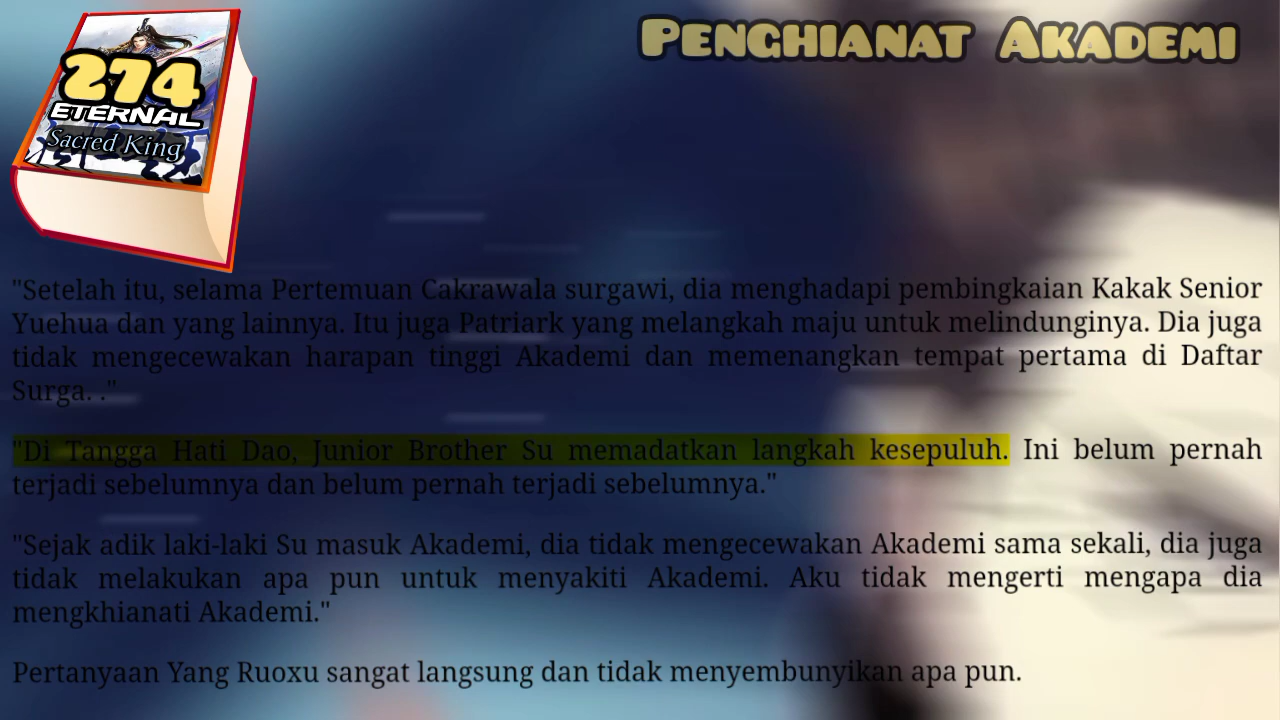 274
ETERNAL
Sacred King
PENGHIANAT AKADEMI
"Setelah itu, selama Pertemuan Cakrawala surgawi, dia menghadapi pembingkaian Kakak Senior
Yuehua dan yang lainnya. Itu juga Patriark yang melangkah maju untuk melindunginya. Dia juga
tidak mengecewakan harapan tinggi Akademi dan memenangkan tempat pertama di Daftar
Surga. ."
"Di Tangga Hati Dao, Junior Brother Su memadatkan langkah kesepuluh. Ini belum pernah
terjadi sebelumnya dan belum pernah terjadi sebelumnya."
"Sejak adik laki-laki Su masuk Akademi, dia tidak mengecewakan Akademi sama sekali, dia juga
tidak melakukan apa pun untuk menyakiti Akademi. Aku tidak mengerti mengapa dia
mengkhianati Akademi."
Pertanyaan Yang Ruoxu sangat langsung dan tidak menyembunyikan apa pun.